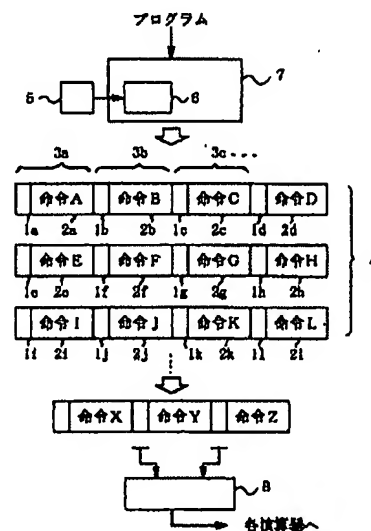 プログラム
7
5
6
3a 3b 3c ····
命令A 命令B 命令C 命令D
1a 2a 1b 2b 1c 2c 1d 2d
命令E 命令F 命令G 命令H
1e 2e 1f 2f 1g 2g 1h 2h
4
命令I 命令J 命令K 命令L
1i 2i 1j 2j 1k 2k 1l 2l
命令X 命令Y 命令Z
8
各演算器へ